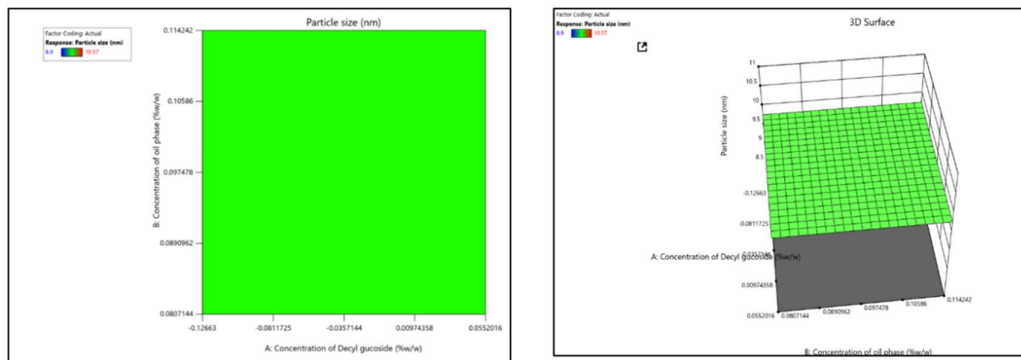 Factor Coding: Actual
Response: Particle size (nm)
8.9 10.57
Particle size (nm)
0.114242
0.10586
0.097478
0.0890962
0.0807144
B: Concentration of oil phase (%w/w)
-0.12663
-0.0811725
-0.0357144
0.00974358
0.0552016
A: Concentration of Decyl gucoside (%w/w)
Factor Coding: Actual
Response: Particle size (nm)
8.9 10.57
3D Surface
11
10.5
10
9.5
9
8.5
Particle size (nm)
-0.12663
-0.0811725
-0.0357144
A: Concentration of Decyl gucoside (%w/w)
0.00974358
0.0552016
0.0807144
0.0890962
0.097478
0.10586
0.114242
B: Concentration of oil phase (%w/w)